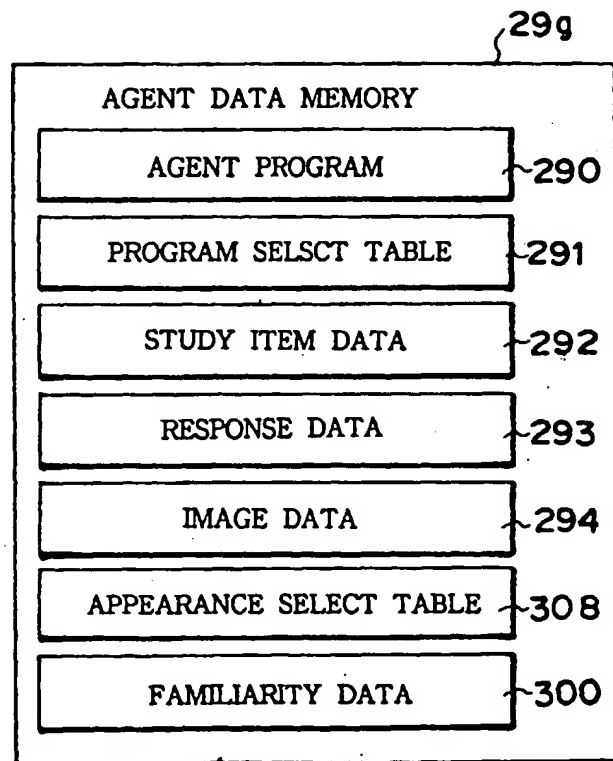 29g
AGENT DATA MEMORY
AGENT PROGRAM 290
PROGRAM SELSCT TABLE 291
STUDY ITEM DATA 292
RESPONSE DATA 293
IMAGE DATA 294
APPEARANCE SELECT TABLE 308
FAMILIARITY DATA 300